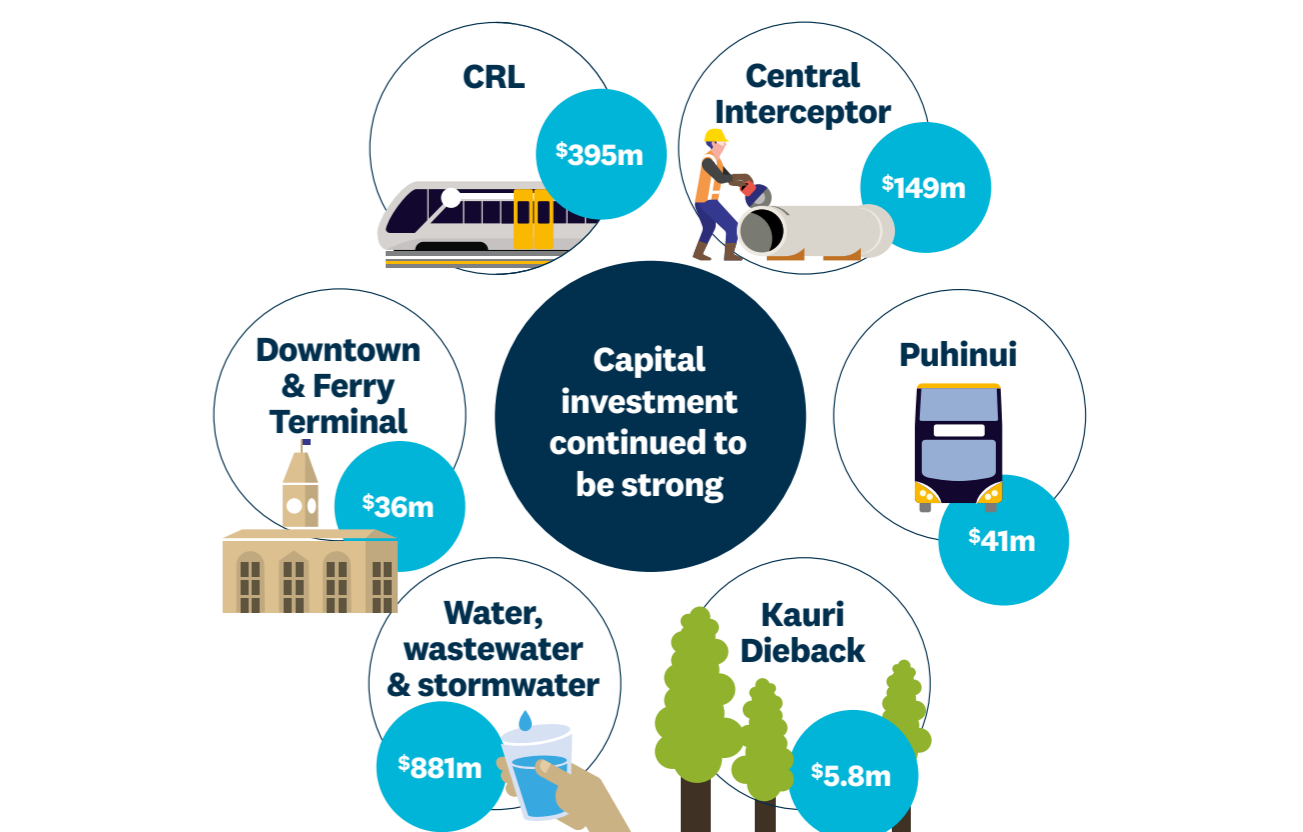 CRL
$395m
Central
Interceptor
$149m
Downtown
& Ferry
Terminal
$36m
Capital
investment
continued to
be strong
Puhinui
$41m
Water,
wastewater
& stormwater
$881m
Kauri
Dieback
$5.8m